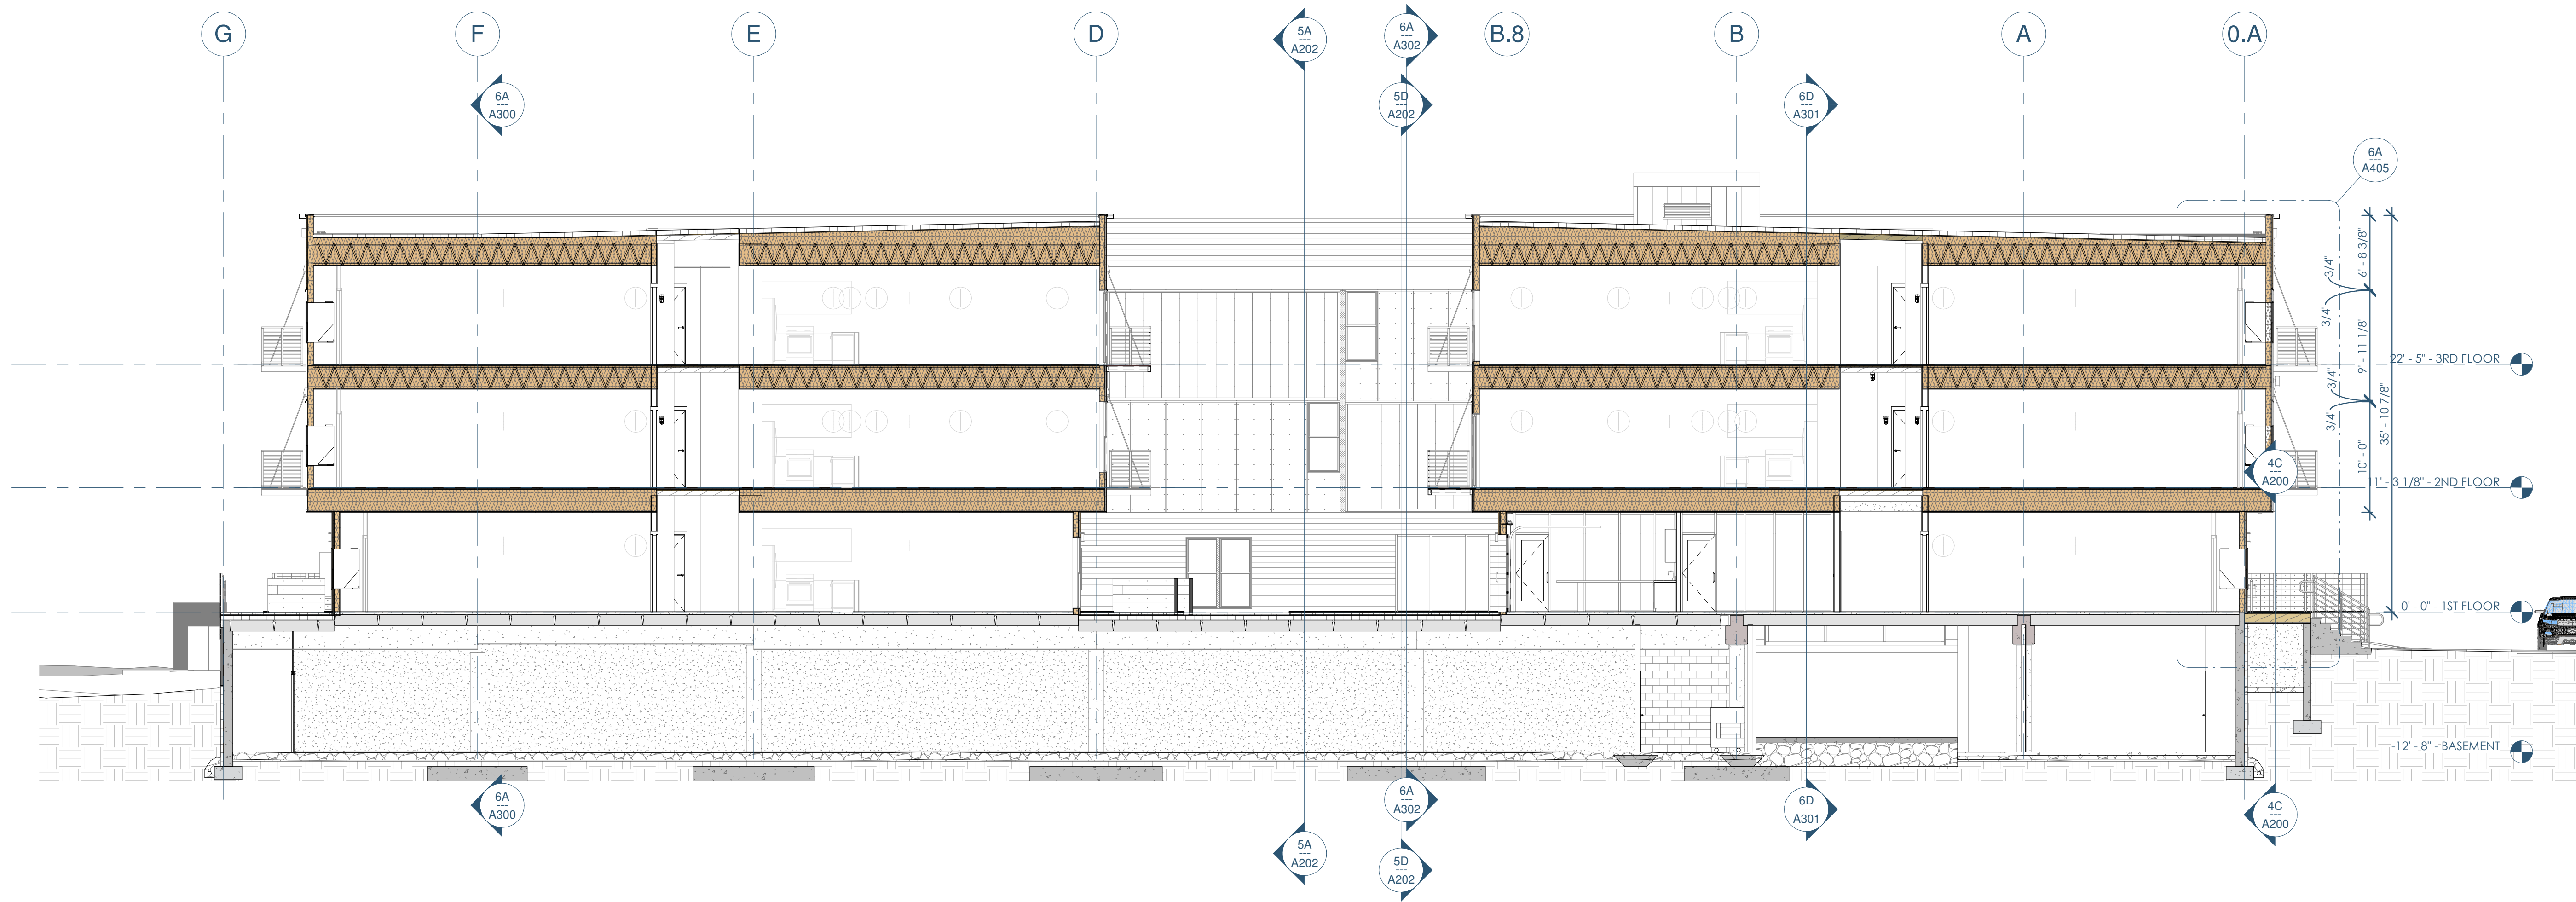 G
F
E
D
B.8
B
A
0.A
5A
---
A202
6A
---
A302
6A
---
A300
5D
---
A202
6D
---
A301
6A
---
A405
6' - 8 3/8"
3/4"
3/4"
9' - 11 1/8"
22' - 5" - 3RD FLOOR
3/4"
3/4"
35' - 10 7/8"
10' - 0"
4C
---
A200
11' - 3 1/8" - 2ND FLOOR
0' - 0" - 1ST FLOOR
-12' - 8" - BASEMENT
6A
---
A300
6A
---
A302
6D
---
A301
4C
---
A200
5A
---
A202
5D
---
A202